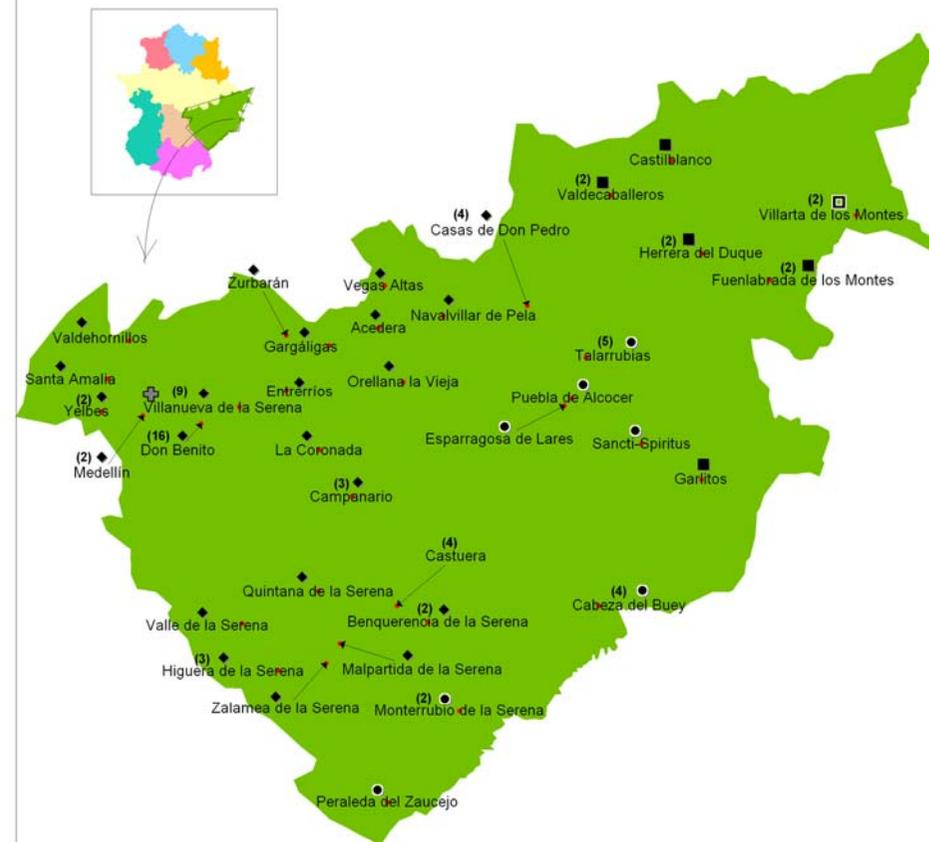 Castilblanco
(2)
Valdecaballeros
(2)
Villarta de los Montes
(4)
Casas de Don Pedro
(2)
Herrera del Duque
(2)
Fuenlabrada de los Montes
Zurbarán
Vegas Altas
Navalvillar de Pela
Acedera
Valdehornillos
Gargáligas
(5)
Talarrubias
Santa Amalia
Orellana la Vieja
Entrerríos
Puebla de Alcocer
(2)
Yelbes
(9)
Villanueva de la Serena
Esparragosa de Lares
Sancti-Spiritus
(16)
Don Benito
La Coronada
(2)
Medellín
Garlitos
(3)
Campanario
(4)
Castuera
Quintana de la Serena
(4)
Cabeza del Buey
(2)
Benquerencia de la Serena
Valle de la Serena
(3)
Higuera de la Serena
Malpartida de la Serena
Zalamea de la Serena
(2)
Monterrubio de la Serena
Peraleda del Zaucejo